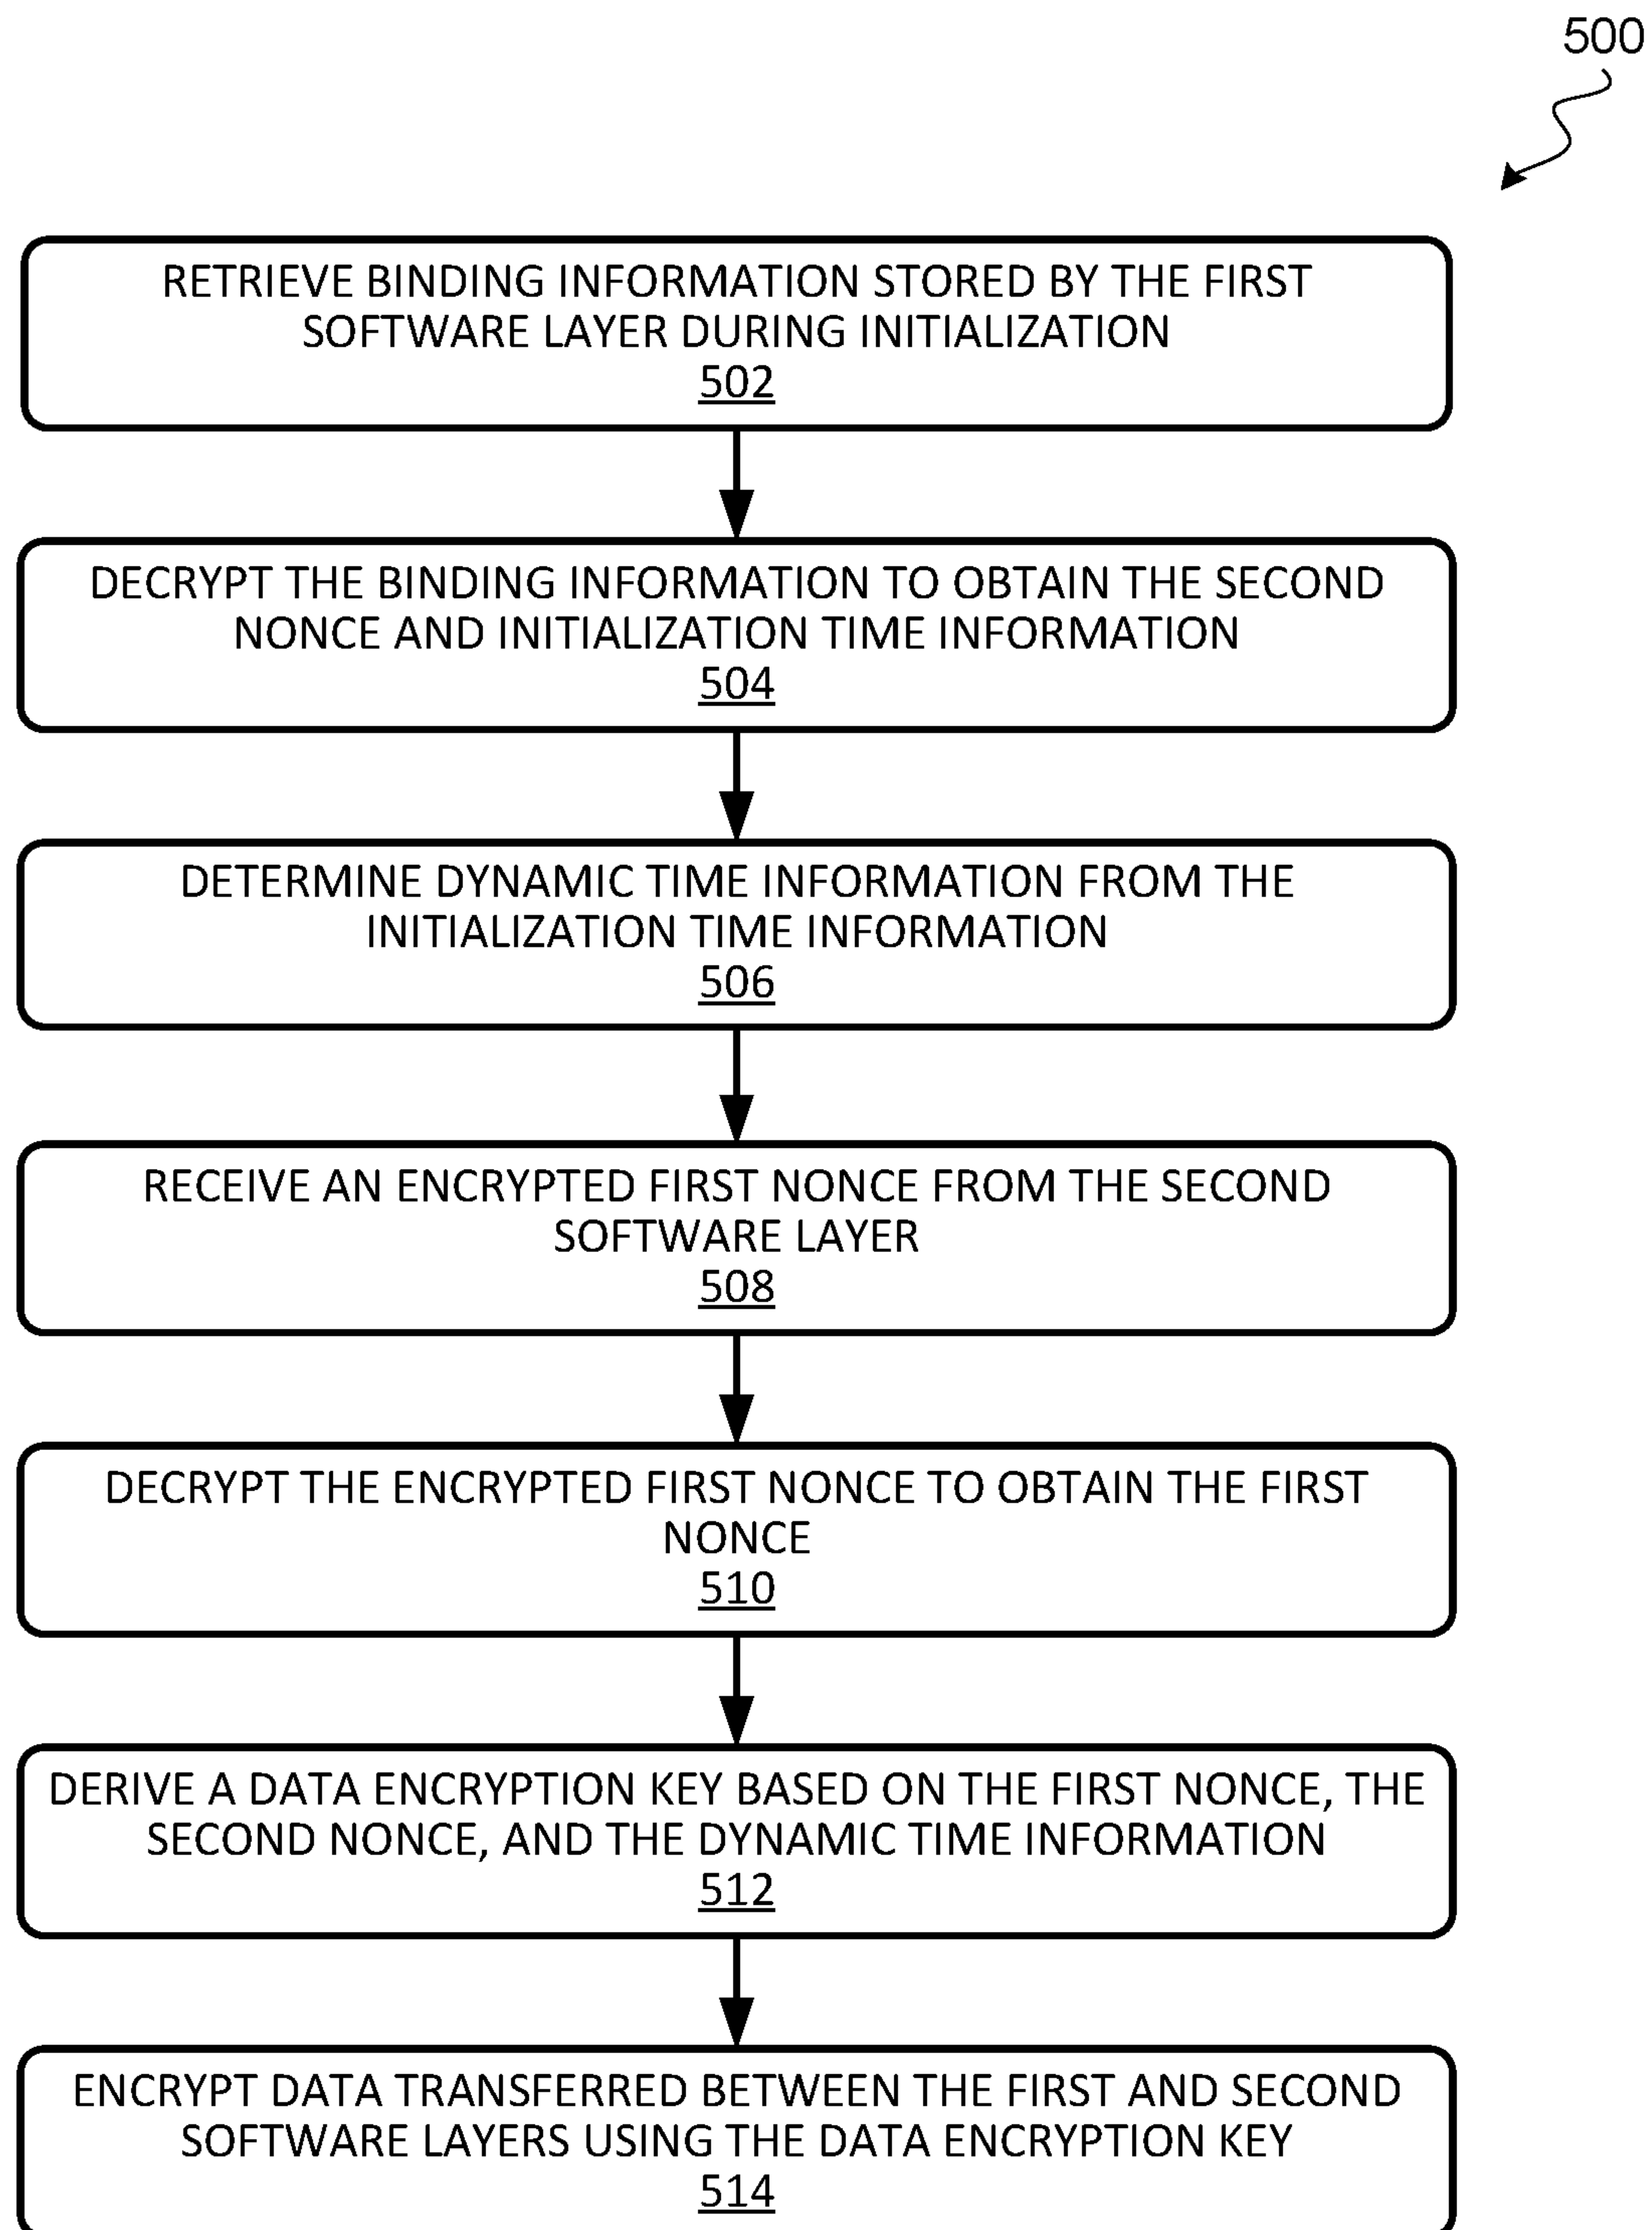 500
RETRIEVE BINDING INFORMATION STORED BY THE FIRST
SOFTWARE LAYER DURING INITIALIZATION
502
DECRYPT THE BINDING INFORMATION TO OBTAIN THE SECOND
NONCE AND INITIALIZATION TIME INFORMATION
504
DETERMINE DYNAMIC TIME INFORMATION FROM THE
INITIALIZATION TIME INFORMATION
506
RECEIVE AN ENCRYPTED FIRST NONCE FROM THE SECOND
SOFTWARE LAYER
508
DECRYPT THE ENCRYPTED FIRST NONCE TO OBTAIN THE FIRST
NONCE
510
DERIVE A DATA ENCRYPTION KEY BASED ON THE FIRST NONCE, THE
SECOND NONCE, AND THE DYNAMIC TIME INFORMATION
512
ENCRYPT DATA TRANSFERRED BETWEEN THE FIRST AND SECOND
SOFTWARE LAYERS USING THE DATA ENCRYPTION KEY
514